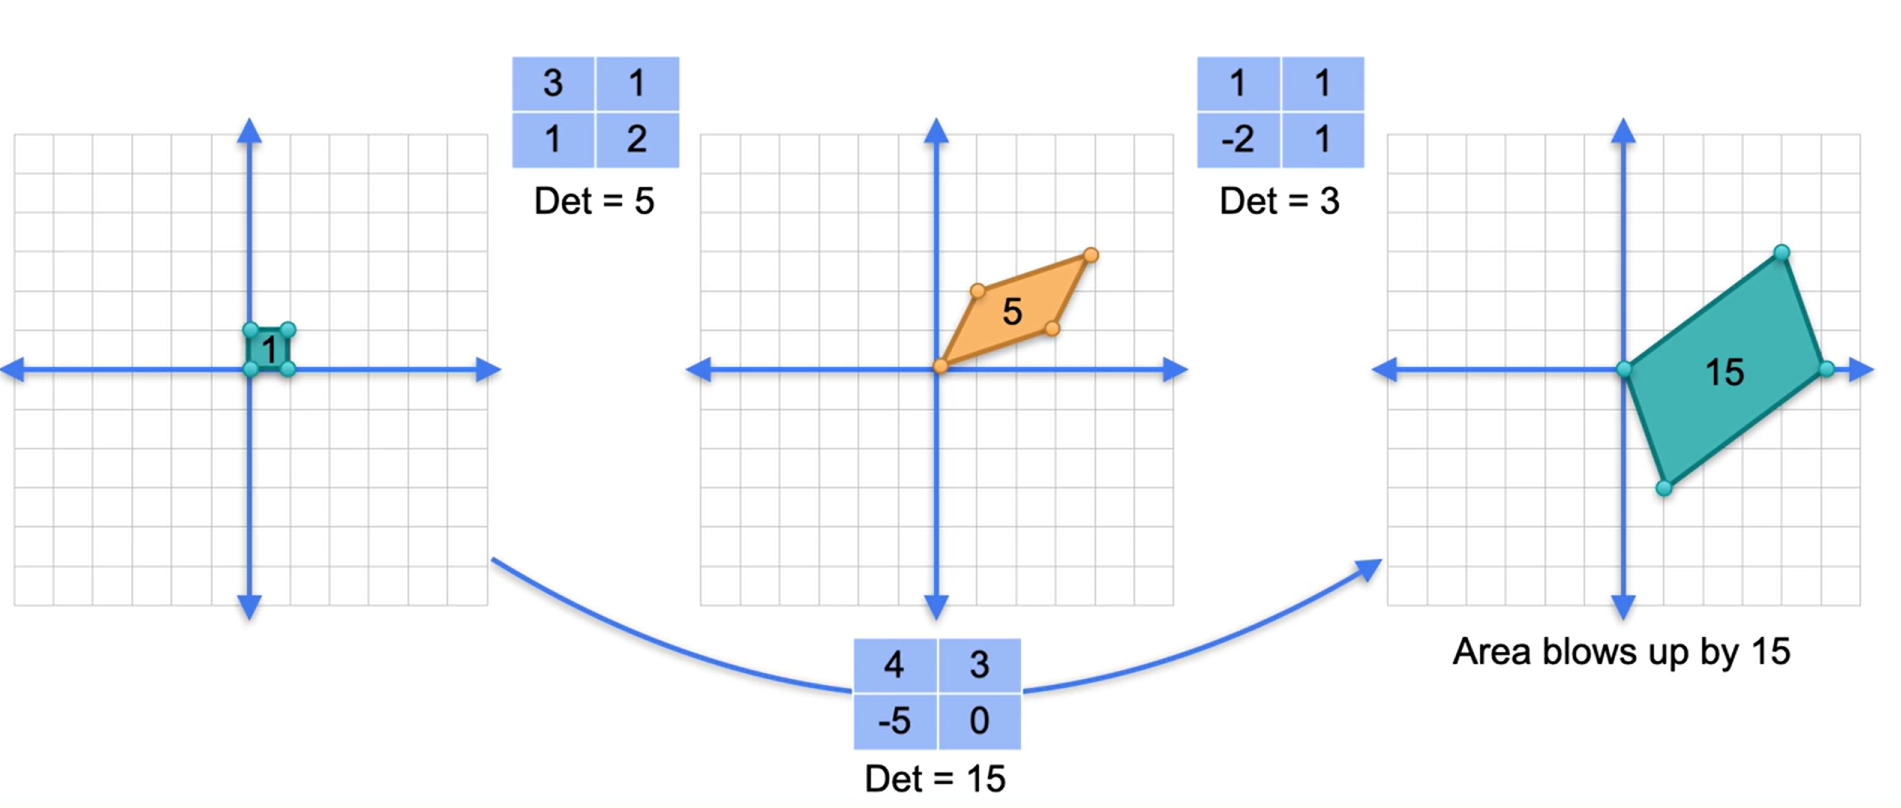 3 1
1 2
Det = 5
1 1
-2 1
Det = 3
1
5
15
4 3
-5 0
Det = 15
Area blows up by 15